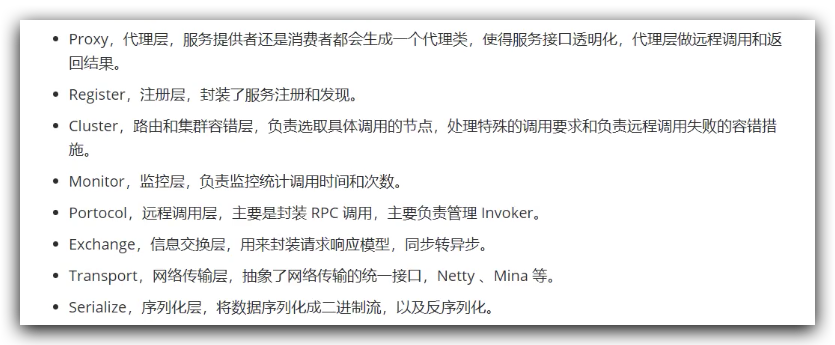 • Proxy，代理层，服务提供者还是消费者都会生成一个代理类，使得服务接口透明化，代理层做远程调用和返
回结果。
• Register，注册层，封装了服务注册和发现。
• Cluster，路由和集群容错层，负责选取具体调用的节点，处理特殊的调用要求和负责远程调用失败的容错措
施。
• Monitor，监控层，负责监控统计调用时间和次数。
• Portocol，远程调用层，主要是封装 RPC 调用，主要负责管理 Invoker。
• Exchange，信息交换层，用来封装请求响应模型，同步转异步。
• Transport，网络传输层，抽象了网络传输的统一接口，Netty 、Mina 等。
• Serialize，序列化层，将数据序列化成二进制流，以及反序列化。